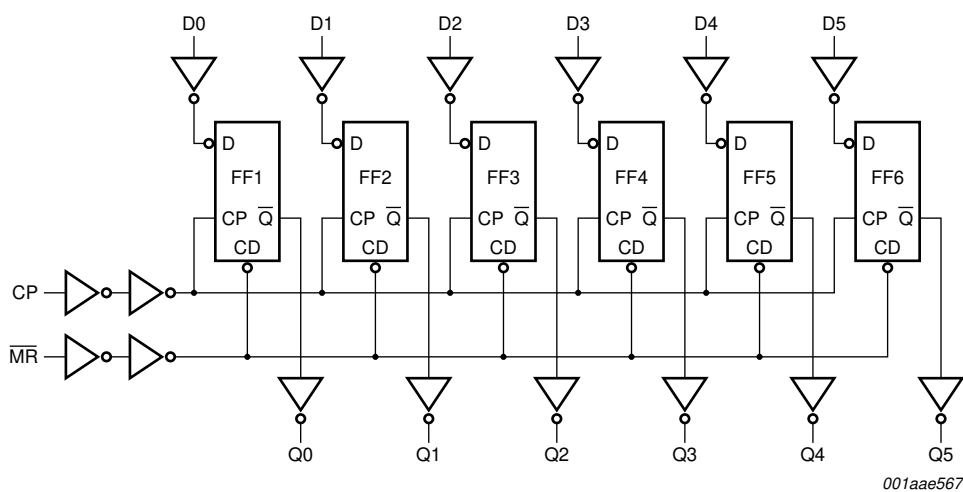 D0 D1 D2 D3 D4 D5
D D D D D D
FF1 FF2 FF3 FF4 FF5 FF6
CP Q̅ CP Q̅ CP Q̅ CP Q̅ CP Q̅ CP Q̅
CD CD CD CD CD CD
CP
M̅R̅
Q0 Q1 Q2 Q3 Q4 Q5
001aae567